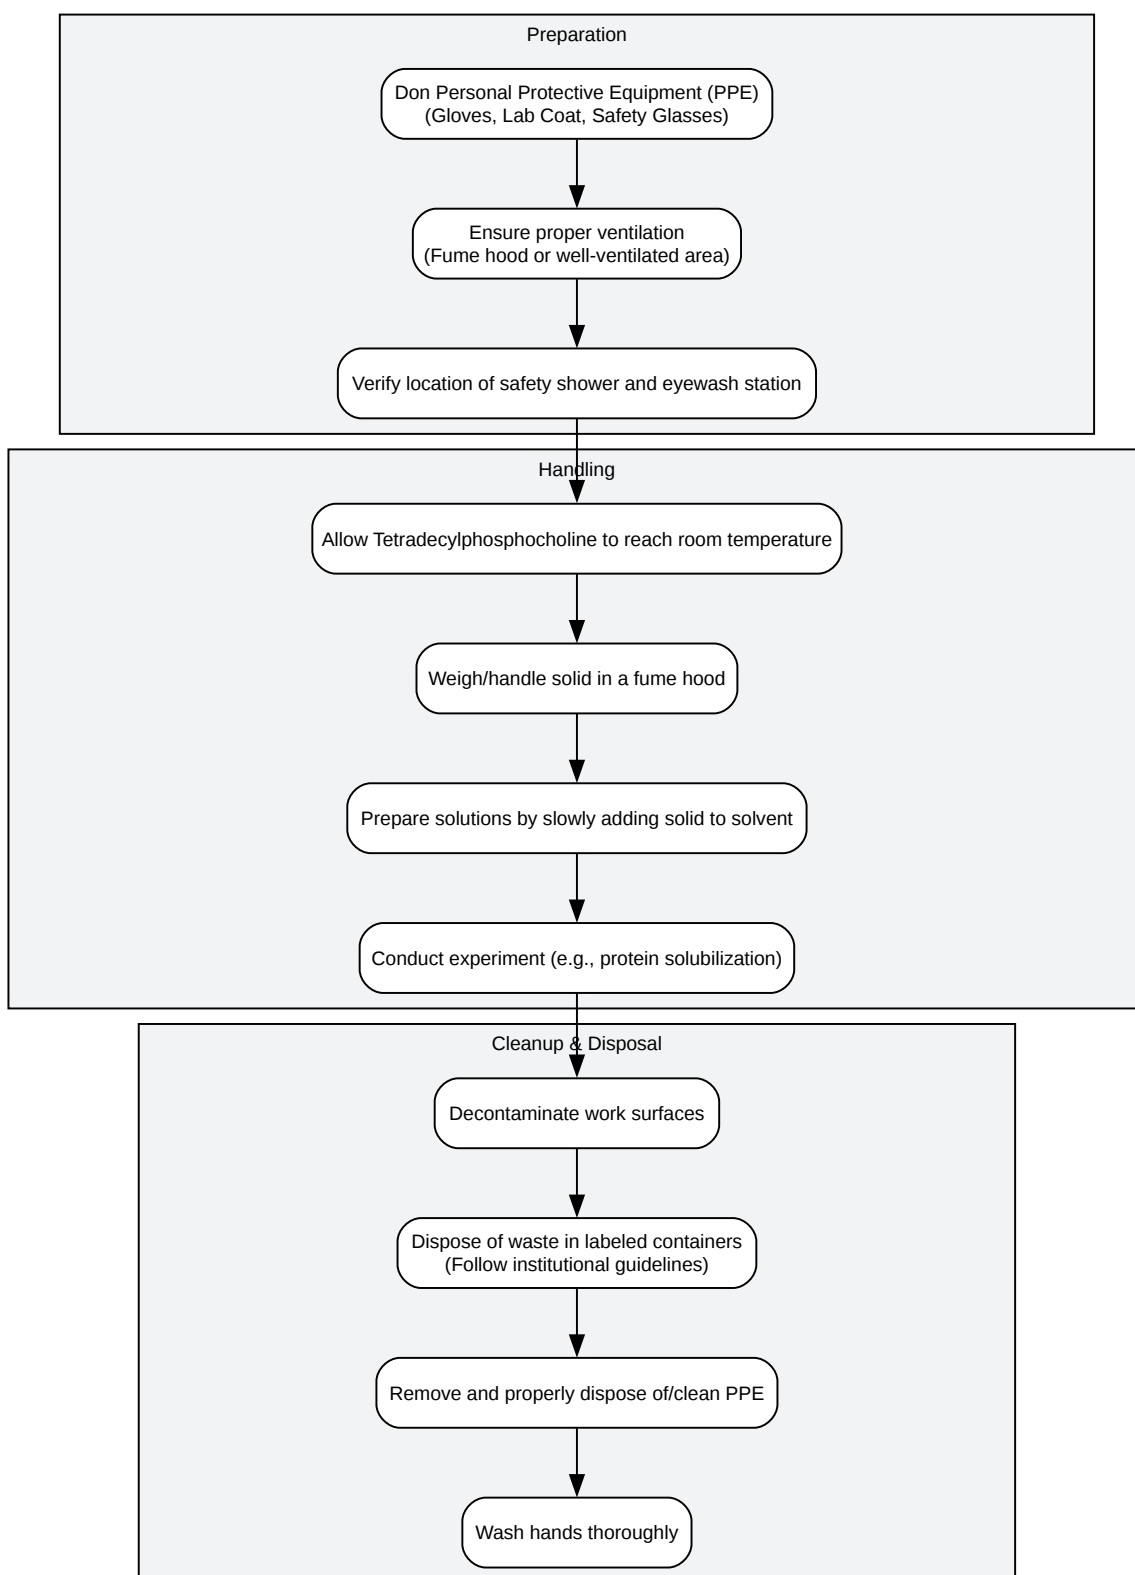 Preparation
Don Personal Protective Equipment (PPE)
(Gloves, Lab Coat, Safety Glasses)
Ensure proper ventilation
(Fume hood or well-ventilated area)
Verify location of safety shower and eyewash station
Handling
Allow Tetradecylphosphocholine to reach room temperature
Weigh/handle solid in a fume hood
Prepare solutions by slowly adding solid to solvent
Conduct experiment (e.g., protein solubilization)
Cleanup & Disposal
Decontaminate work surfaces
Dispose of waste in labeled containers
(Follow institutional guidelines)
Remove and properly dispose of/clean PPE
Wash hands thoroughly